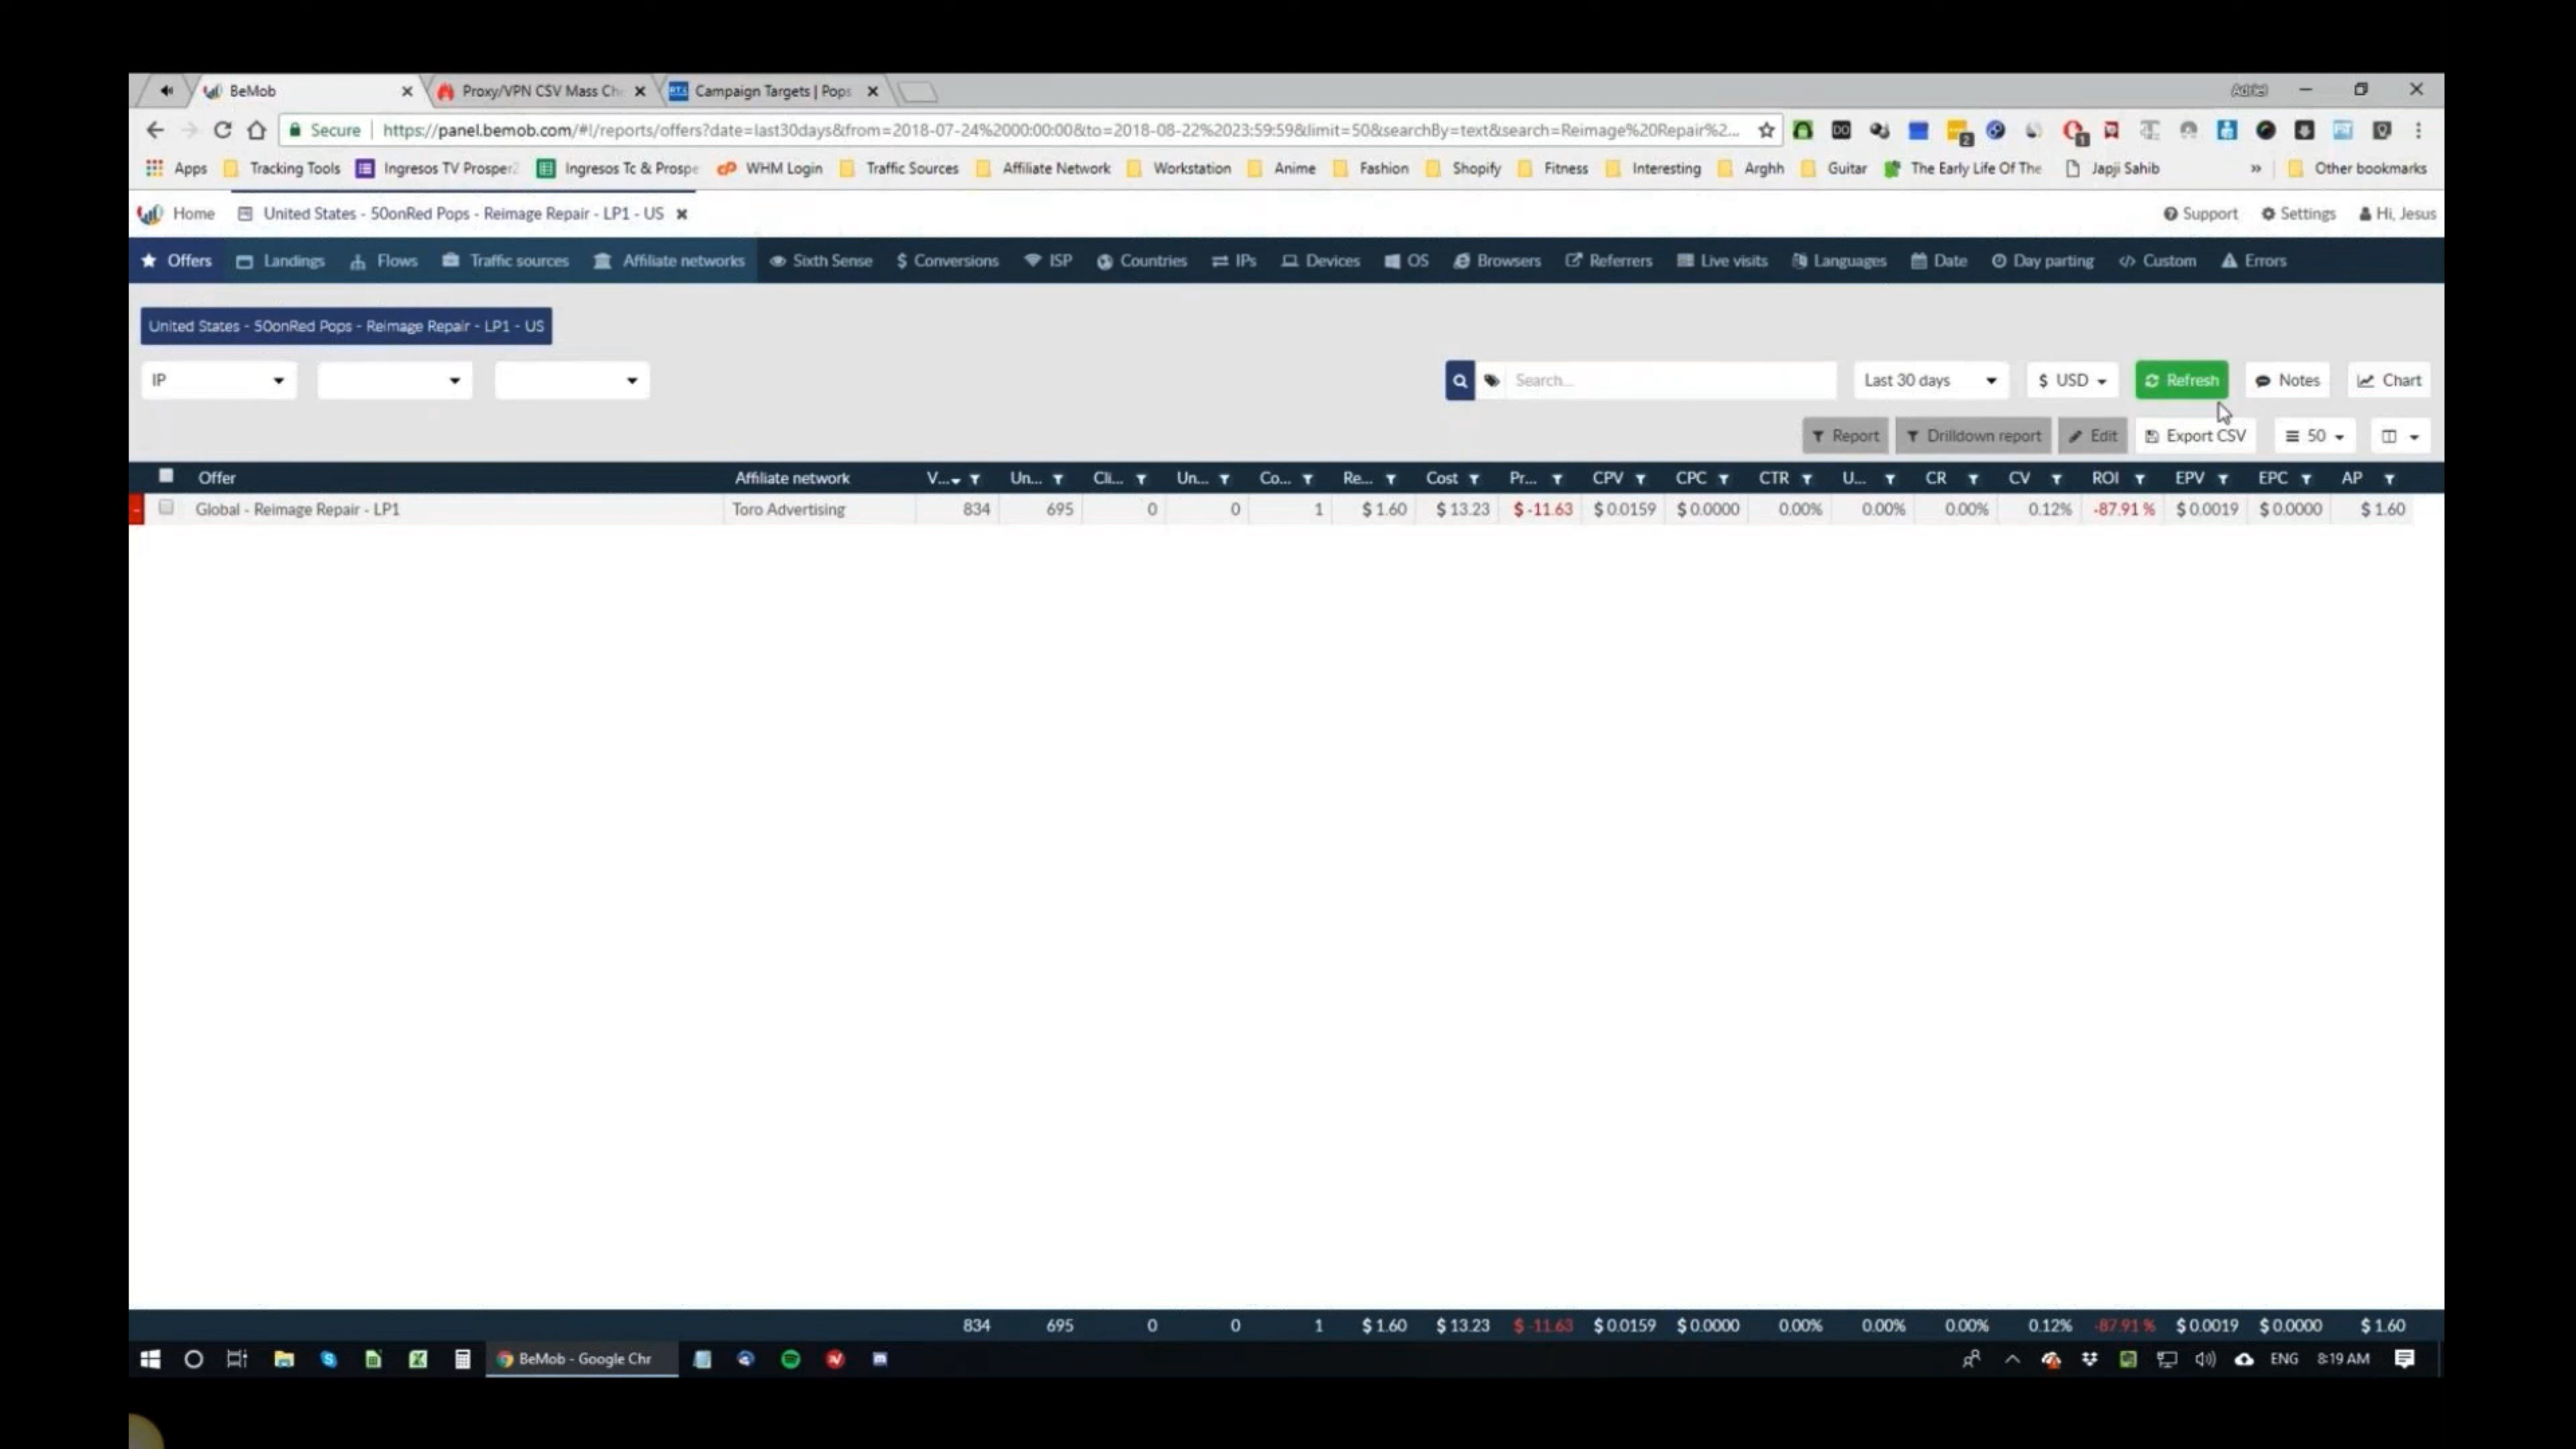 BeMob
Proxy/VPN CSV Mass Ch
Campaign Targets | Pops
Adriel
Secure https://panel.bemob.com/#!/reports/offers?date=last30days&from=2018-07-24%2000:00:00&to=2018-08-22%2023:59:59&limit=50&searchBy=text&search=Reimage%20Repair%2...
Apps Tracking Tools Ingresos TV Prosper2 Ingresos Tc & Prospe WHM Login Traffic Sources Affiliate Network Workstation Anime Fashion Shopify Fitness Interesting Arghh Guitar The Early Life Of The Japji Sahib » Other bookmarks
Home United States - 50onRed Pops - Reimage Repair - LP1 - US Support Settings Hi, Jesus
Offers Landings Flows Traffic sources Affiliate networks Sixth Sense $ Conversions ISP Countries IPs Devices OS Browsers Referrers Live visits Languages Date Day parting Custom Errors
United States - 50onRed Pops - Reimage Repair - LP1 - US
IP Search... Last 30 days $ USD Refresh Notes Chart
Report Drilldown report Edit Export CSV 50
Offer Affiliate network V... Un... Cli... Un... Co... Re... Cost Pr... CPV CPC CTR U... CR CV ROI EPV EPC AP
Global - Reimage Repair - LP1 Toro Advertising 834 695 0 0 1 $ 1.60 $ 13.23 $ -11.63 $ 0.0159 $ 0.0000 0.00% 0.00% 0.00% 0.12% -87.91 % $ 0.0019 $ 0.0000 $ 1.60
834 695 0 0 1 $ 1.60 $ 13.23 $ -11.63 $ 0.0159 $ 0.0000 0.00% 0.00% 0.00% 0.12% -87.91 % $ 0.0019 $ 0.0000 $ 1.60
BeMob - Google Chr ENG 8:19 AM